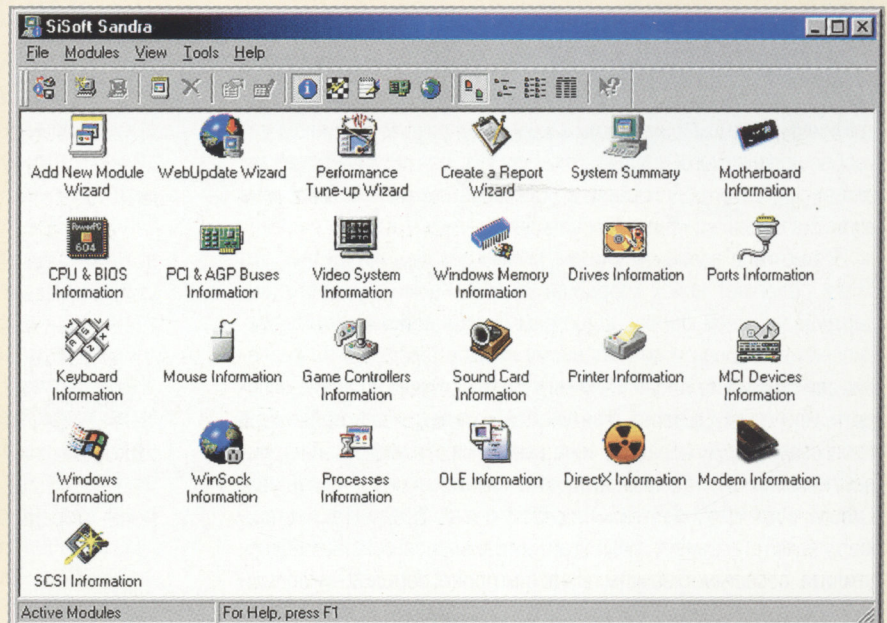 SiSoft Sandra
File Modules View Tools Help
Add New Module
Wizard
WebUpdate Wizard
Performance
Tune-up Wizard
Create a Report
Wizard
System Summary
Motherboard
Information
PowerPC
604
CPU & BIOS
Information
PCI & AGP Buses
Information
Video System
Information
Windows Memory
Information
Drives Information
Ports Information
Keyboard
Information
Mouse Information
Game Controllers
Information
Sound Card
Information
Printer Information
MCI Devices
Information
Windows
Information
WinSock
Information
Processes
Information
OLE Information
DirectX Information
Modem Information
SCSI Information
Active Modules
For Help, press F1